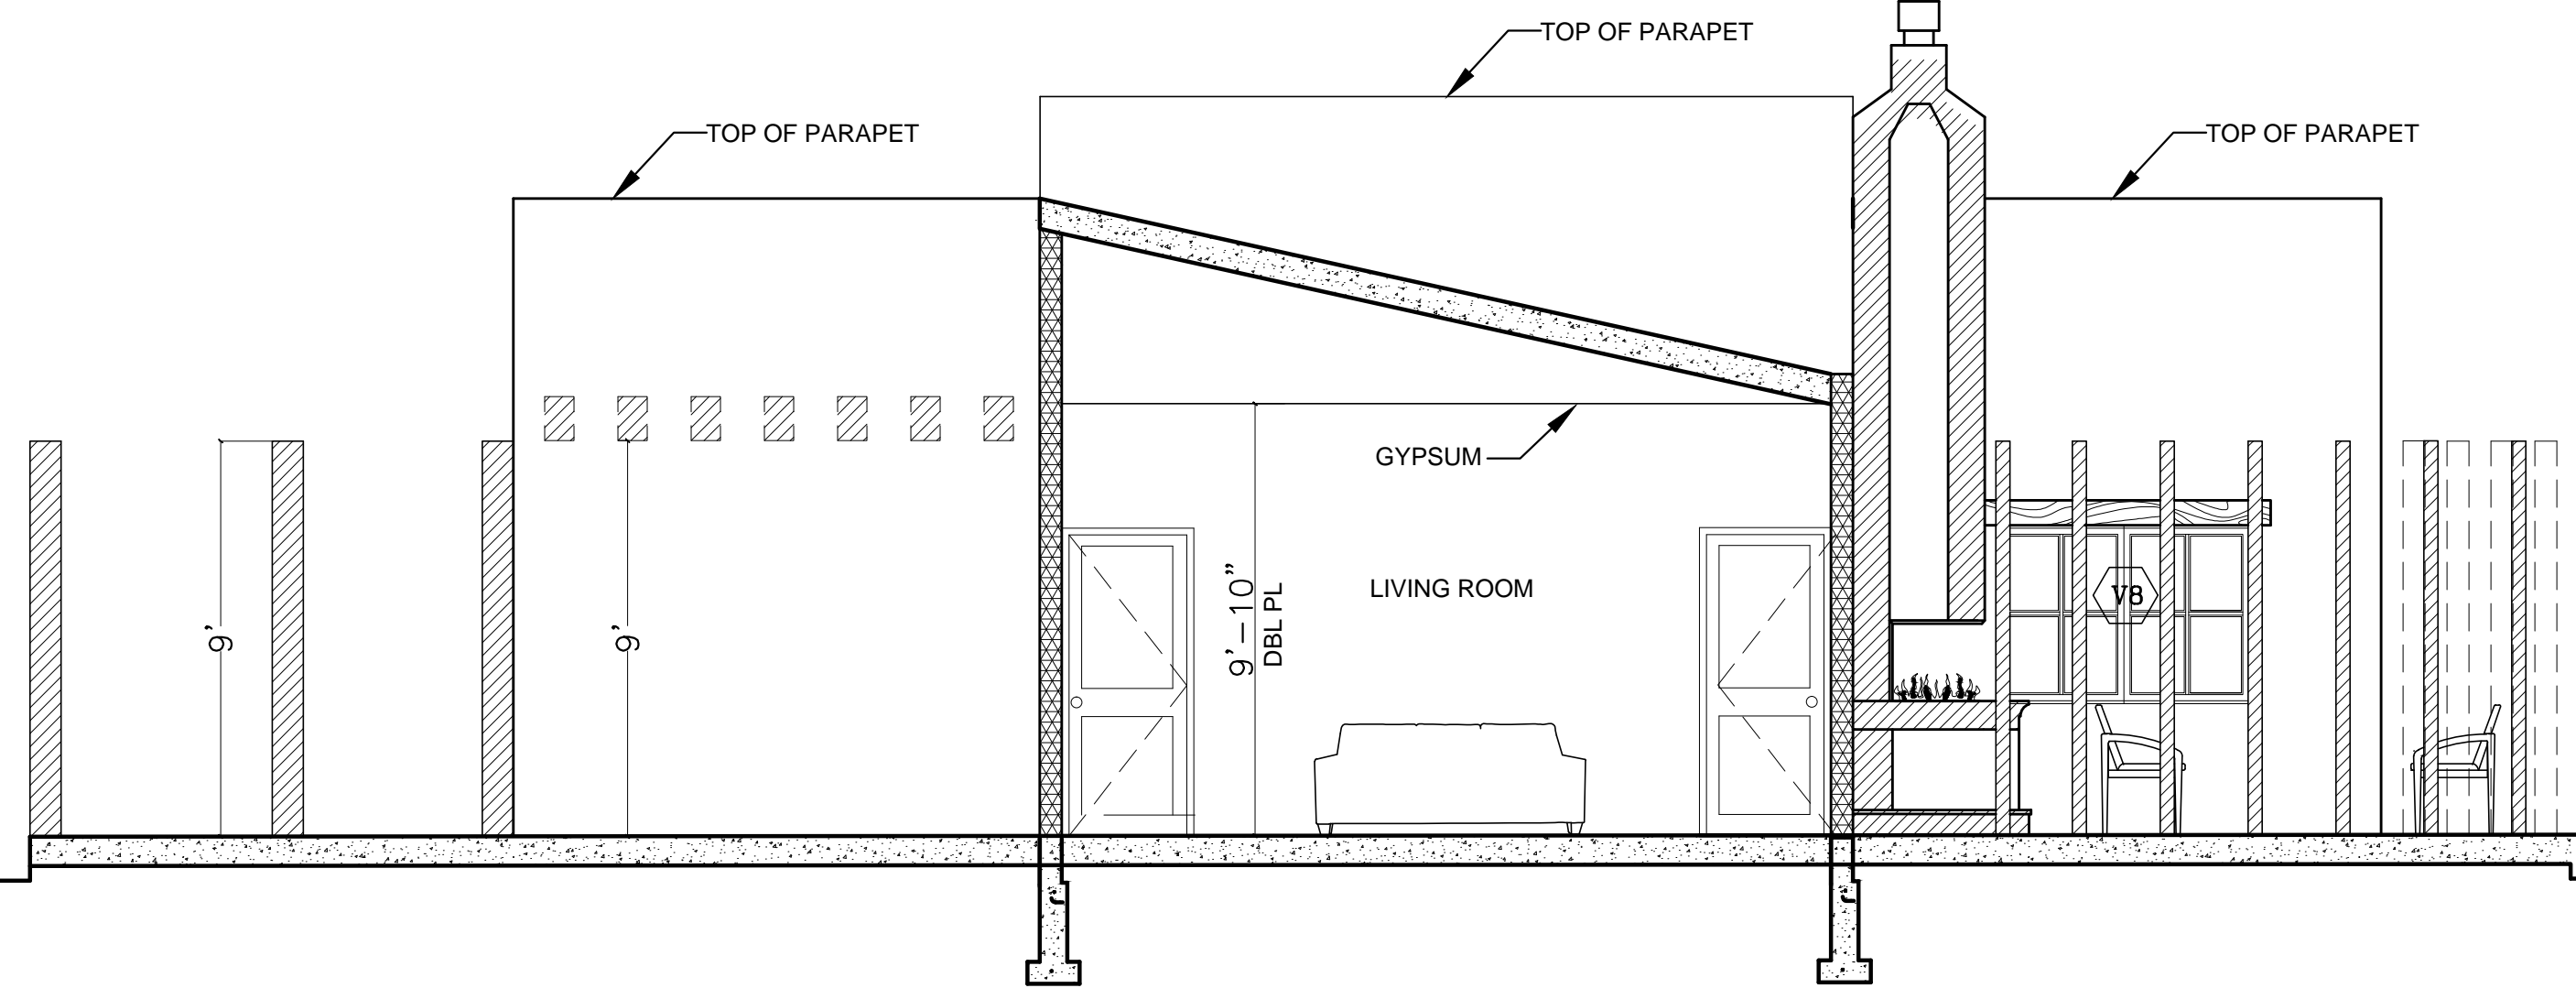 TOP OF PARAPET
TOP OF PARAPET
TOP OF PARAPET
GYPSUM
LIVING ROOM
9'
9'
9'–10"
DBL PL
V8